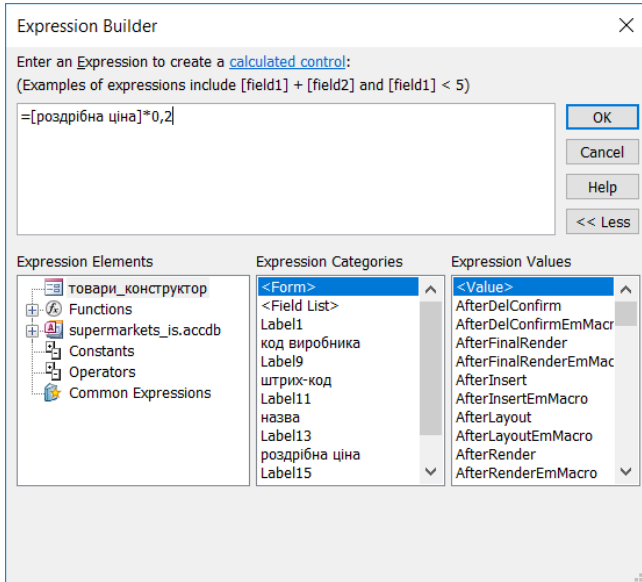 Expression Builder
Enter an Expression to create a calculated control:
(Examples of expressions include [field1] + [field2] and [field1] < 5)
=[роздрібна ціна]*0,2
OK
Cancel
Help
<< Less
Expression Elements
товари_конструктор
Functions
supermarkets_is.accdb
Constants
Operators
Common Expressions
Expression Categories
<Form>
<Field List>
Label1
код виробника
Label9
штрих-код
Label11
назва
Label13
роздрібна ціна
Label15
Expression Values
<Value>
AfterDelConfirm
AfterDelConfirmEmMacr
AfterFinalRender
AfterFinalRenderEmMac
AfterInsert
AfterInsertEmMacro
AfterLayout
AfterLayoutEmMacro
AfterRender
AfterRenderEmMacro